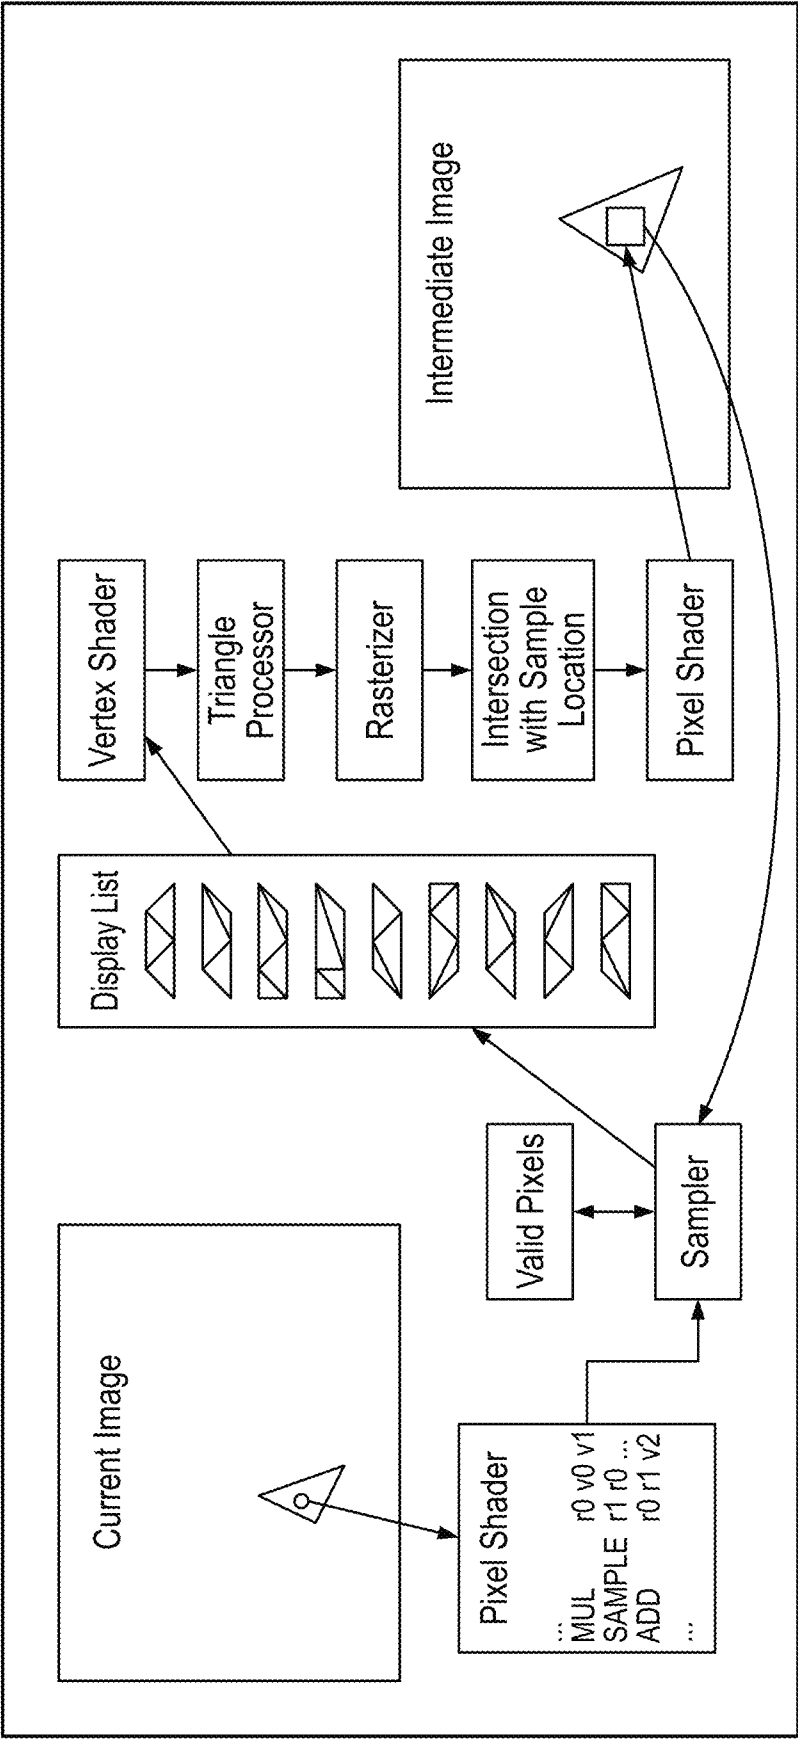 Current Image
Pixel Shader
...
MUL r0 v0 v1
SAMPLE r1 r0 ...
ADD r0 r1 v2
...
Valid Pixels
Sampler
Display List
Vertex Shader
Triangle
Processor
Rasterizer
Intersection
with Sample
Location
Pixel Shader
Intermediate Image